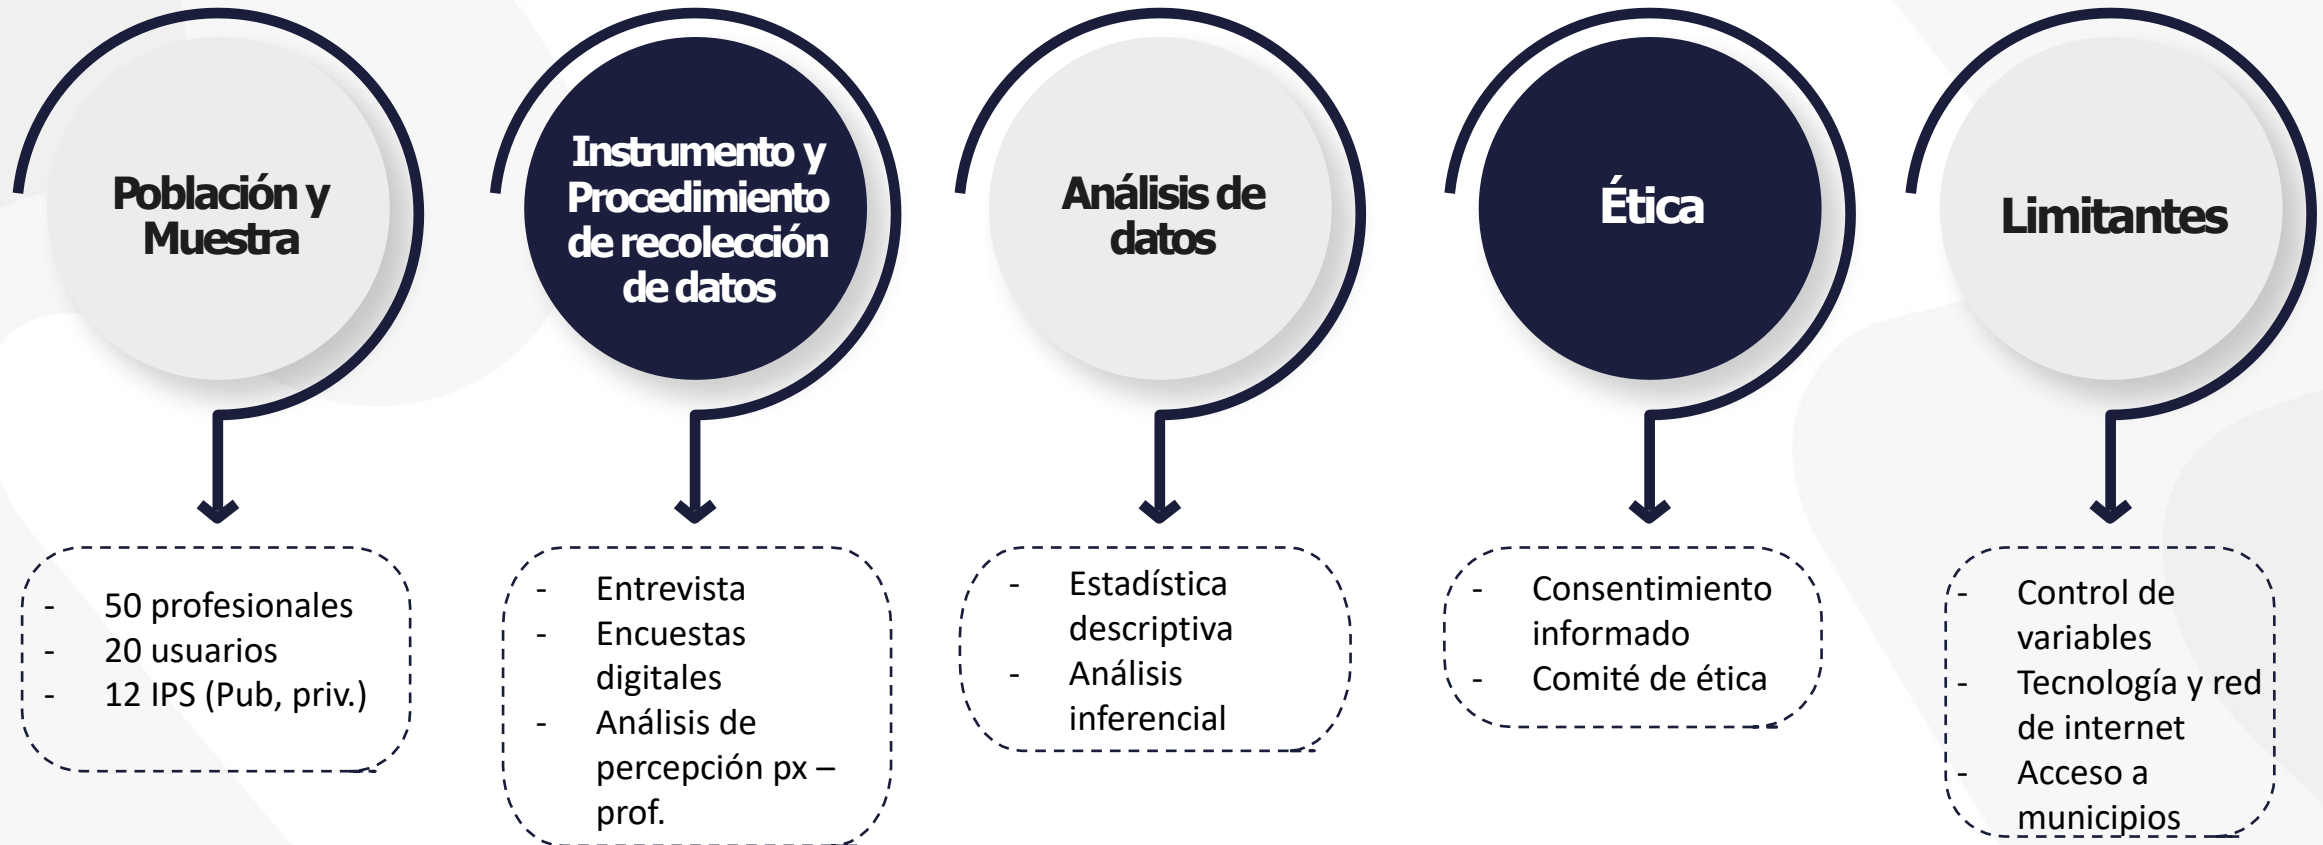 Población y
Muestra
Instrumento y
Procedimiento
de recolección
de datos
Análisis de
datos
Ética
Limitantes
- 50 profesionales
- 20 usuarios
- 12 IPS (Pub, priv.)
- Entrevista
- Encuestas
digitales
- Análisis de
percepción px –
prof.
- Estadística
descriptiva
- Análisis
inferencial
- Consentimiento
informado
- Comité de ética
- Control de
variables
- Tecnología y red
de internet
- Acceso a
municipios